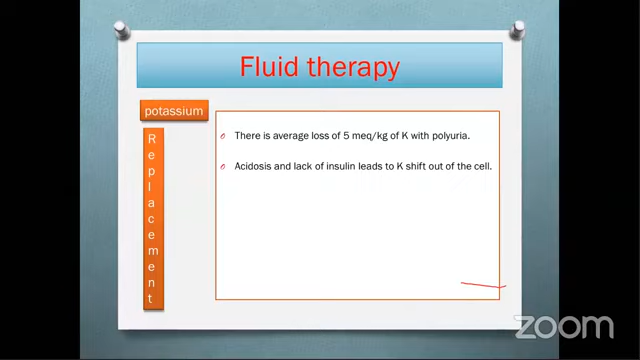 Fluid therapy
potassium
Replacement
There is average loss of 5 meq/kg of K with polyuria.
Acidosis and lack of insulin leads to K shift out of the cell.
zoom